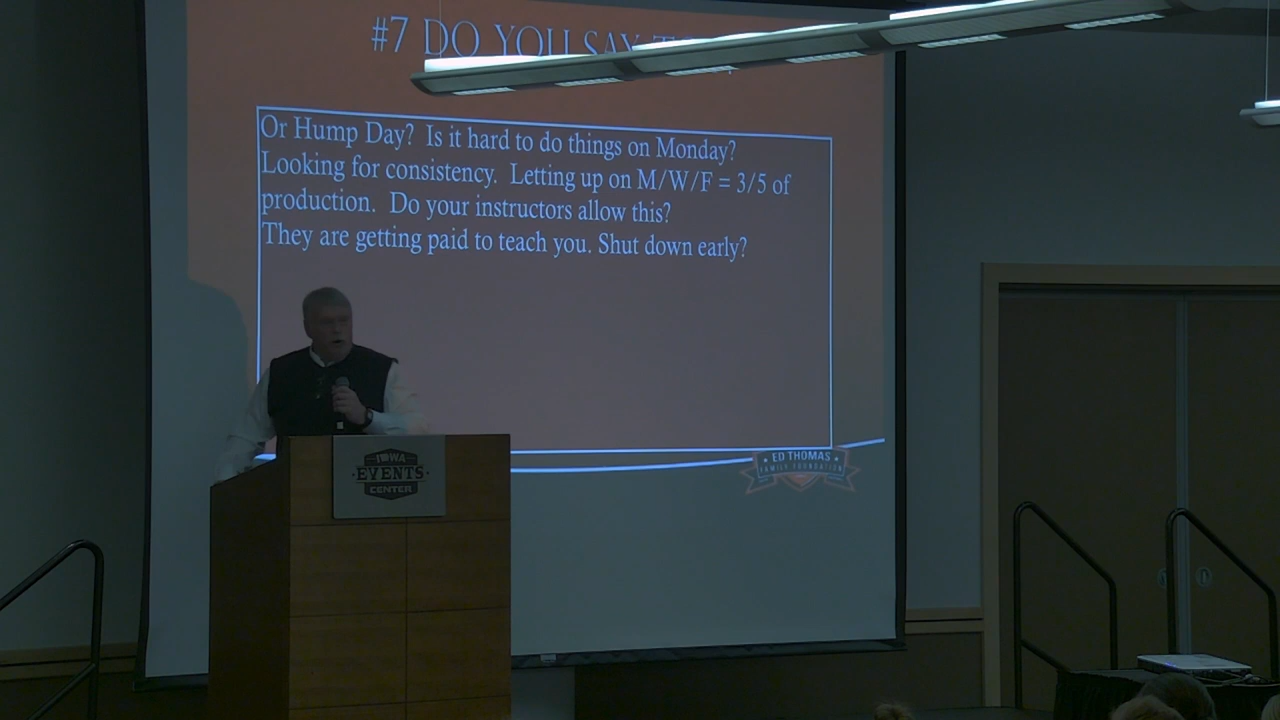 #7 DO YOU SAY
Or Hump Day? Is it hard to do things on Monday?
Looking for consistency. Letting up on M/W/F = 3/5 of
production. Do your instructors allow this?
They are getting paid to teach you. Shut down early?
ED THOMAS
FAMILY FOUNDATION
IOWA
EVENTS
CENTER